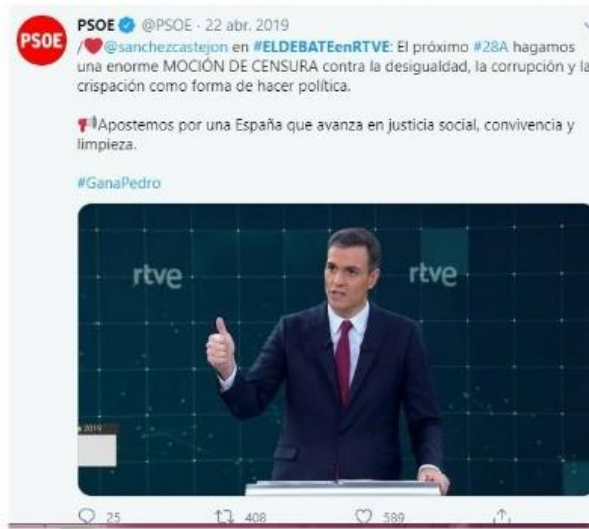 PSOE @PSOE · 22 abr. 2019
PSOE
/@sanchezcastejon en #ELDEBATEenRTVE: El próximo #28A hagamos
una enorme MOCIÓN DE CENSURA contra la desigualdad, la corrupción y la
crispación como forma de hacer política.
Apostemos por una España que avanza en justicia social, convivencia y
limpieza.
#GanaPedro
rtve
rtve
2019
25 408 589